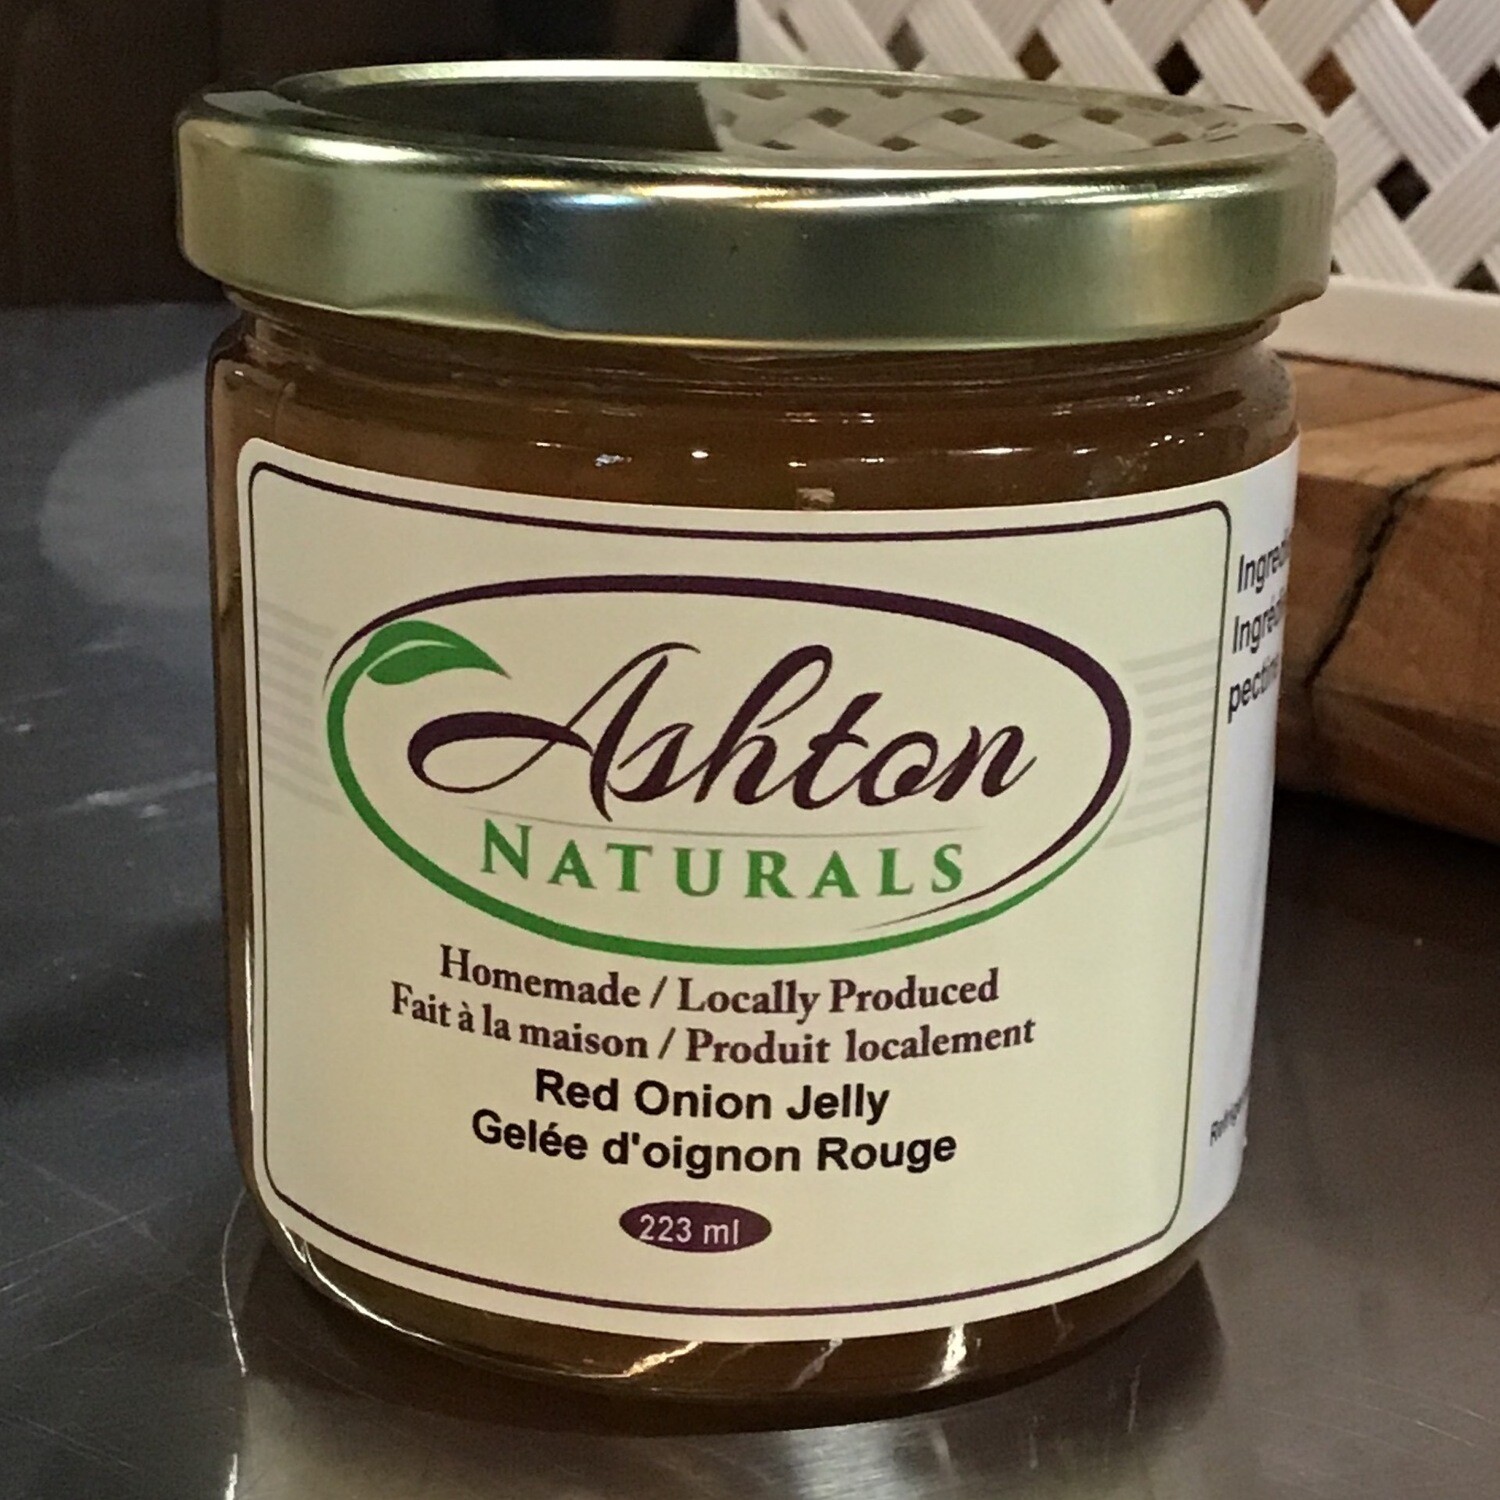 Ashton
NATURALS
Homemade / Locally Produced
Fait à la maison / Produit localement
Red Onion Jelly
Gelée d'oignon Rouge
223 ml